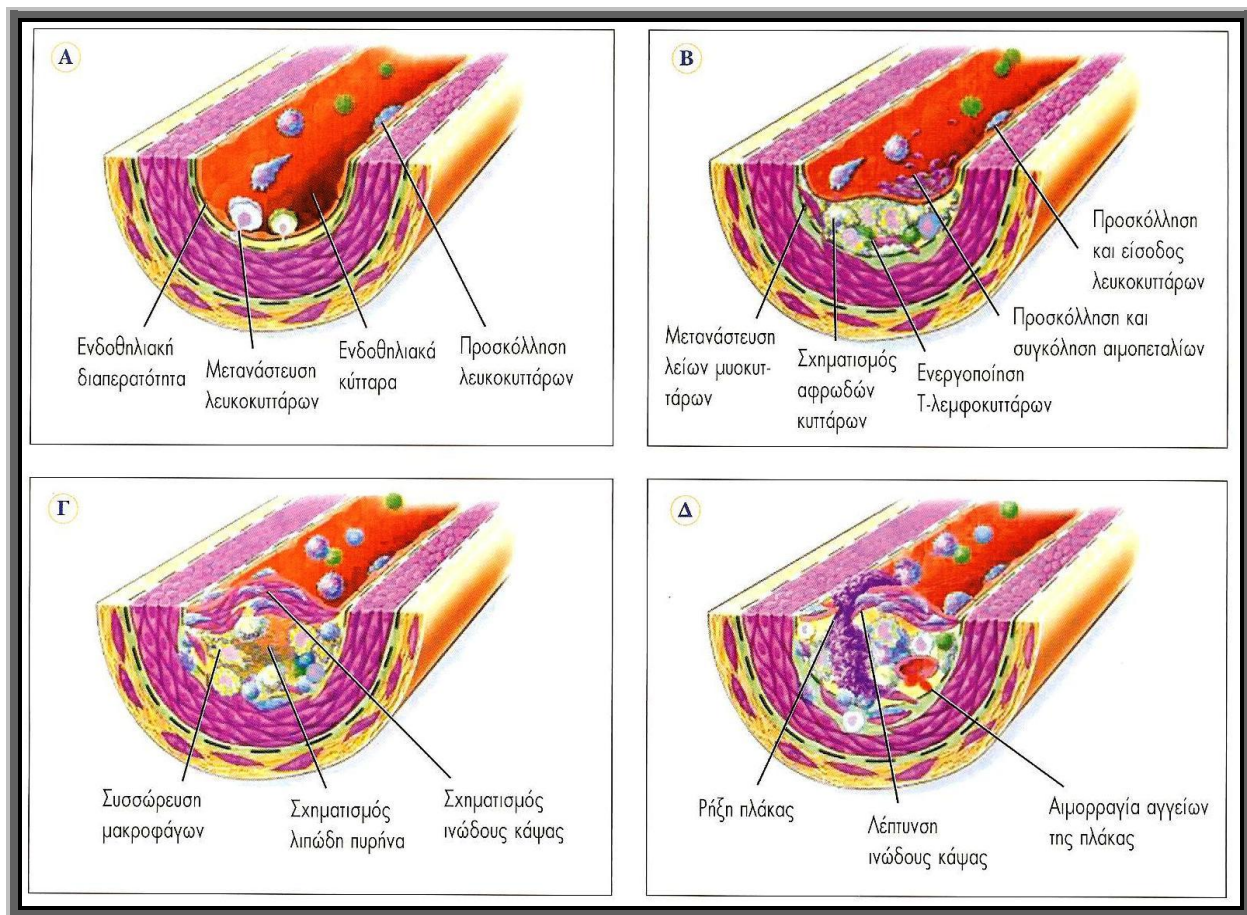 Α
Ενδοθηλιακή
διαπερατότητα
Μετανάστευση
λευκοκυττάρων
Ενδοθηλιακά
κύτταρα
Προσκόλληση
λευκοκυττάρων
Β
Μετανάστευση
λείων μυοκυτ-
τάρων
Σχηματισμός
αφρωδών
κυττάρων
Ενεργοποίηση
Τ-λεμφοκυττάρων
Προσκόλληση και
συγκόληση αιμοπεταλίων
Προσκόλληση
και είσοδος
λευκοκυττάρων
Γ
Συσσώρευση
μακροφάγων
Σχηματισμός
λιπώδη πυρήνα
Σχηματισμός
ινώδους κάψας
Δ
Ρήξη πλάκας
Λέπτυνση
ινώδους κάψας
Αιμορραγία αγγείων
της πλάκας